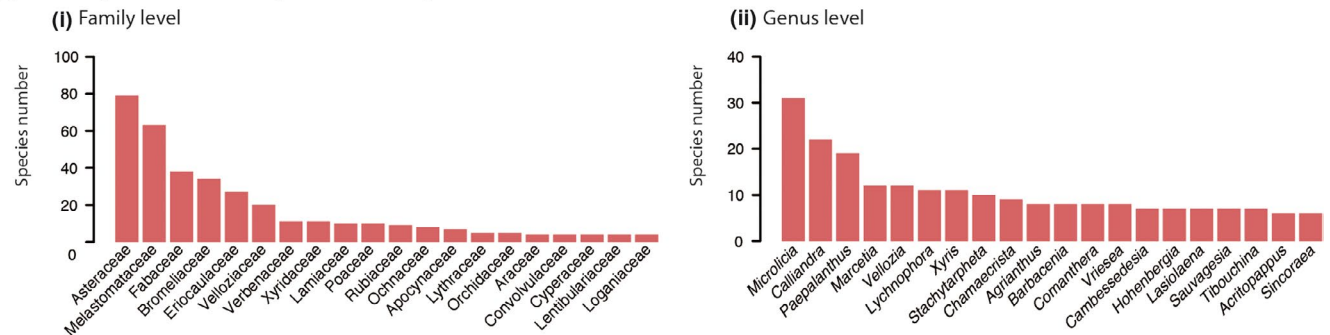 (i) Family level
Species number
100
80
60
40
20
0
Asteraceae
Melastomataceae
Fabaceae
Bromeliaceae
Eriocaulaceae
Velloziaceae
Verbenaceae
Xyridaceae
Lamiaceae
Poaceae
Rubiaceae
Ochnaceae
Apocynaceae
Lythraceae
Orchidaceae
Araceae
Convolvulaceae
Cyperaceae
Lentibulariaceae
Loganiaceae
(ii) Genus level
Species number
40
30
20
10
0
Microlicia
Calliandra
Paepalanthus
Marcetia
Vellozia
Lychnophora
Xyris
Stachytarpheta
Chamaecrista
Agrianthus
Barbacenia
Comanthera
Vriesea
Cambessedesia
Hohenbergia
Lasiolaena
Sauvagesia
Tibouchina
Acritopappus
Sincoraea